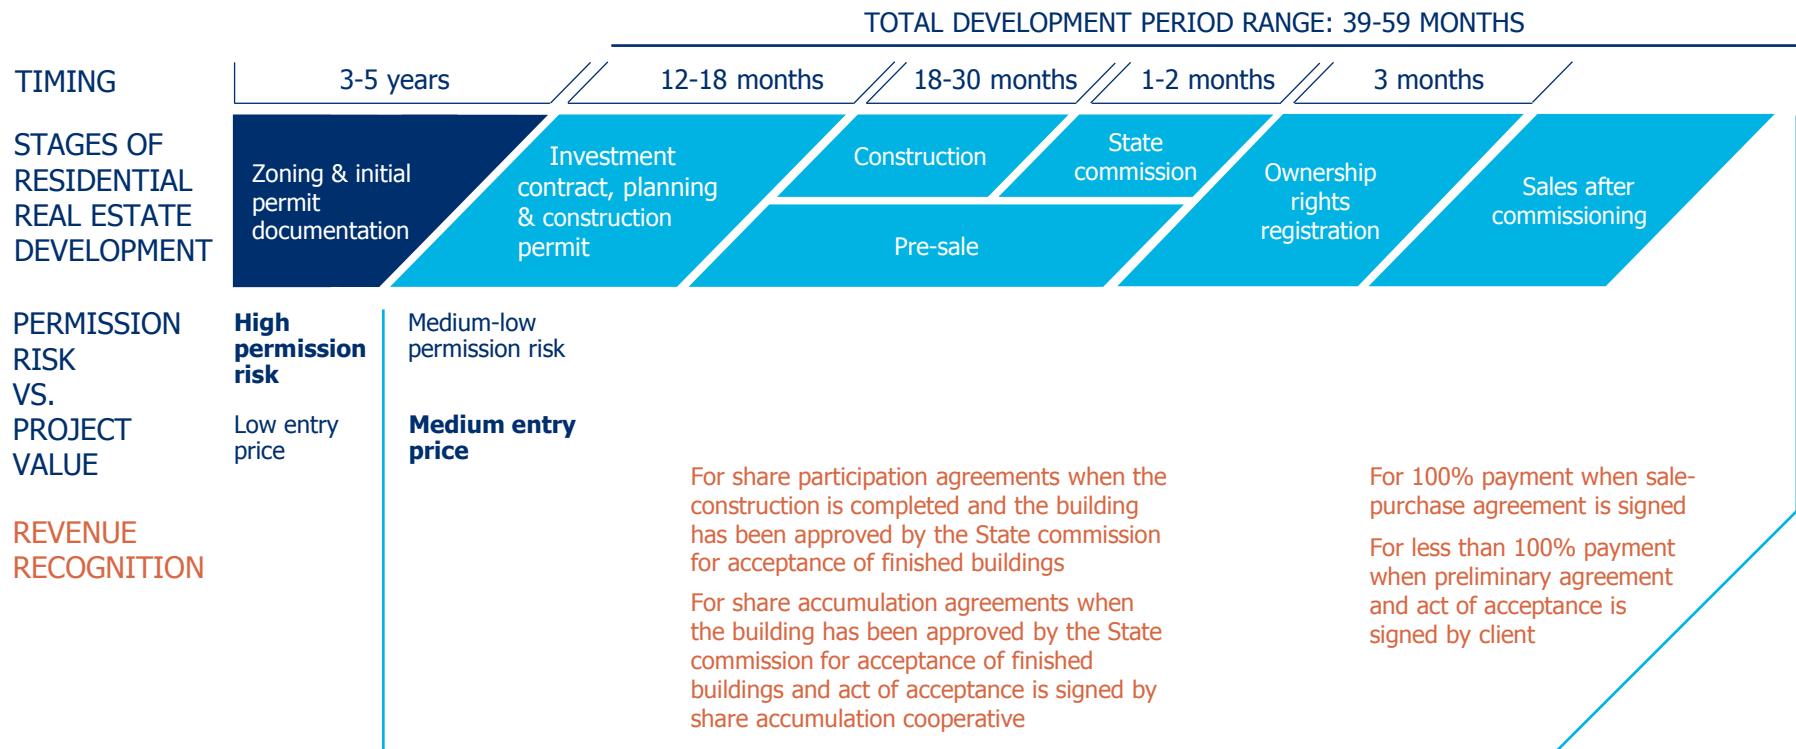 TOTAL DEVELOPMENT PERIOD RANGE: 39-59 MONTHS
TIMING
3-5 years
12-18 months
18-30 months
1-2 months
3 months
STAGES OF
RESIDENTIAL
REAL ESTATE
DEVELOPMENT
Zoning & initial
permit
documentation
Investment
contract, planning
& construction
permit
Construction
State
commission
Pre-sale
Ownership
rights
registration
Sales after
commissioning
PERMISSION
RISK
VS.
PROJECT
VALUE
High
permission
risk
Medium-low
permission risk
Low entry
price
Medium entry
price
REVENUE
RECOGNITION
For share participation agreements when the
construction is completed and the building
has been approved by the State commission
for acceptance of finished buildings
For share accumulation agreements when
the building has been approved by the State
commission for acceptance of finished
buildings and act of acceptance is signed by
share accumulation cooperative
For 100% payment when sale-
purchase agreement is signed
For less than 100% payment
when preliminary agreement
and act of acceptance is
signed by client